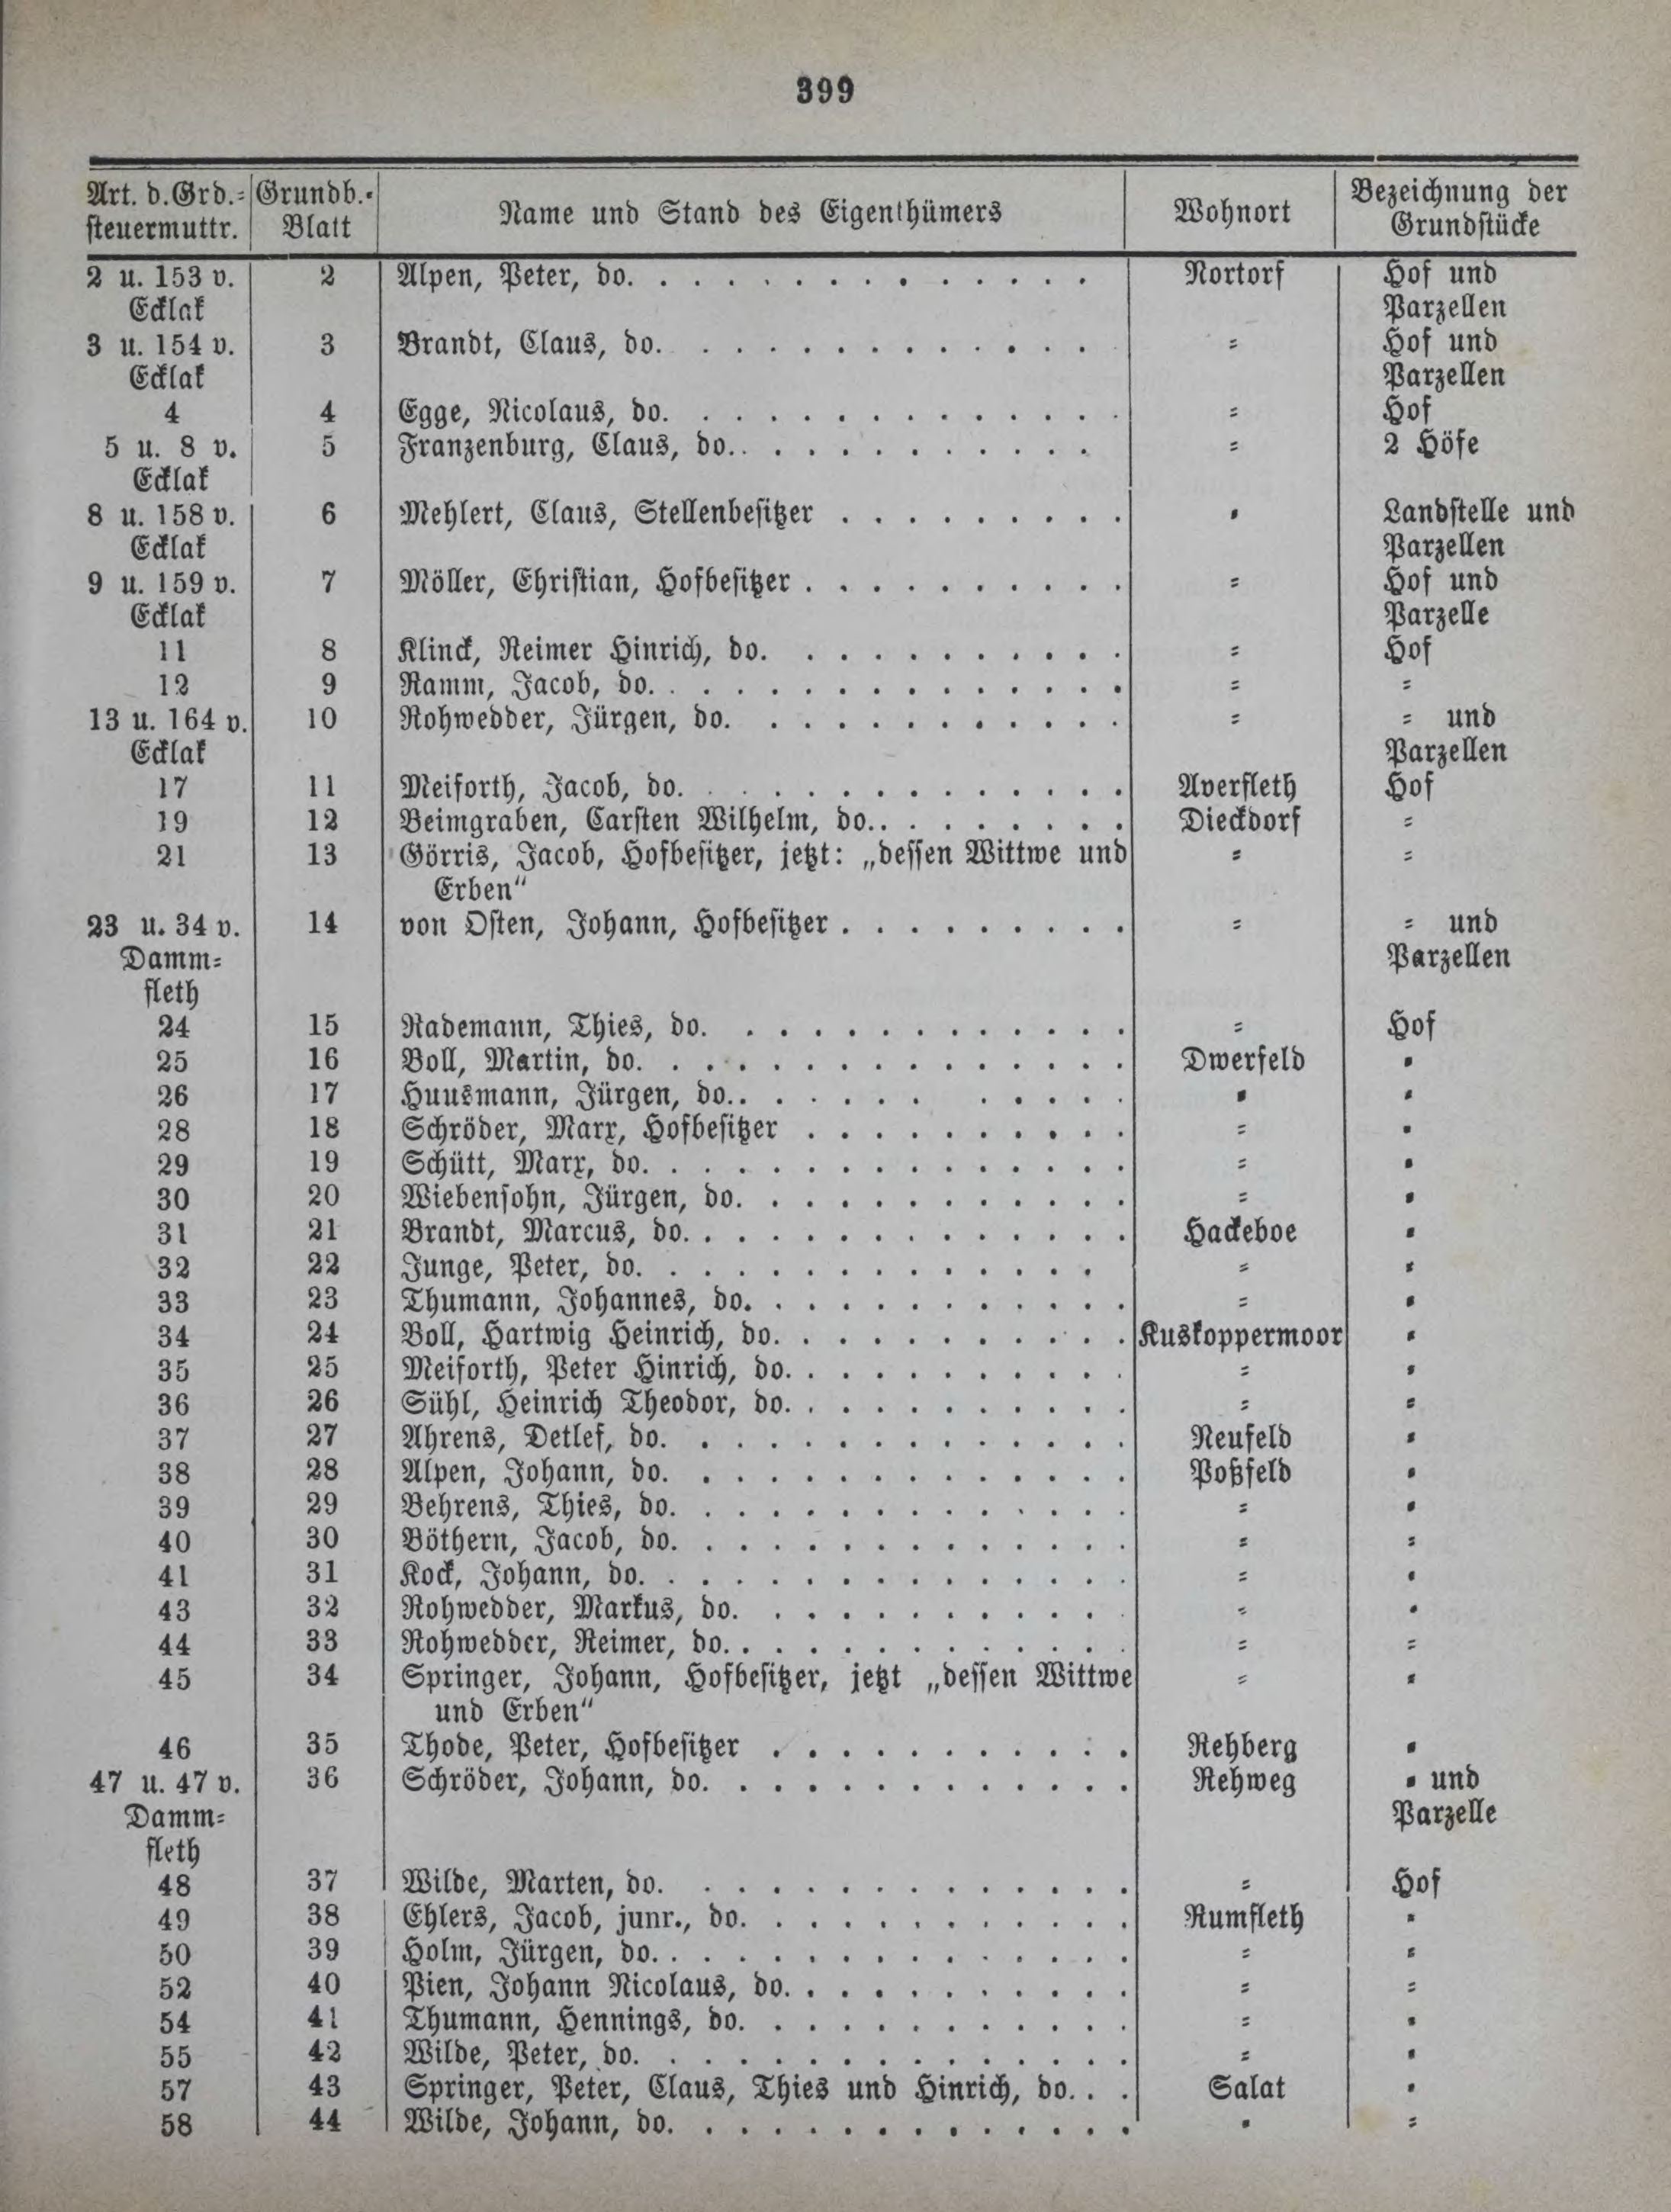 399
Art. d. Grd.= Grundb.= Name und Stand des Eigenthümers Wohnort Bezeichnung der
steuermuttr. Blatt Grundstücke
2 u. 153 v. 2 Alpen, Peter, do. Nortorf Hof und
Ecklak Parzellen
3 u. 154 v. 3 Brandt, Claus, do. = Hof und
Ecklak Parzellen
4 4 Egge, Nicolaus, do. = Hof
5 u. 8 v. 5 Franzenburg, Claus, do. = 2 Höfe
Ecklak
8 u. 158 v. 6 Mehlert, Claus, Stellenbesitzer = Landstelle und
Ecklak Parzellen
9 u. 159 v. 7 Möller, Christian, Hofbesitzer = Hof und
Ecklak Parzelle
11 8 Klinck, Reimer Hinrich, do. = Hof
12 9 Ramm, Jacob, do. = =
13 u. 164 v. 10 Rohwedder, Jürgen, do. = = und
Ecklak Parzellen
17 11 Meiforth, Jacob, do. Averfleth Hof
19 12 Beimgraben, Carsten Wilhelm, do. Dieckdorf =
21 13 Görris, Jacob, Hofbesitzer, jetzt: „dessen Wittwe und = =
Erben“
23 u. 34 v. 14 von Osten, Johann, Hofbesitzer = = und
Damm= Parzellen
fleth
24 15 Rademann, Thies, do. = Hof
25 16 Boll, Martin, do. Dwerfeld =
26 17 Huusmann, Jürgen, do. = =
28 18 Schröder, Marx, Hofbesitzer = =
29 19 Schütt, Marx, do. = =
30 20 Wiebensohn, Jürgen, do. = =
31 21 Brandt, Marcus, do. Hackeboe =
32 22 Junge, Peter, do. = =
33 23 Thumann, Johannes, do. = =
34 24 Boll, Hartwig Heinrich, do. Kuskoppermoor =
35 25 Meiforth, Peter Hinrich, do. = =
36 26 Sühl, Heinrich Theodor, do. = =
37 27 Ahrens, Detlef, do. Neufeld =
38 28 Alpen, Johann, do. Poßfeld =
39 29 Behrens, Thies, do. = =
40 30 Böthern, Jacob, do. = =
41 31 Kock, Johann, do. = =
43 32 Rohwedder, Markus, do. = =
44 33 Rohwedder, Reimer, do. = =
45 34 Springer, Johann, Hofbesitzer, jetzt „dessen Wittwe = =
und Erben“
46 35 Thode, Peter, Hofbesitzer Rehberg =
47 u. 47 v. 36 Schröder, Johann, do. Rehweg = und
Damm= Parzelle
fleth
48 37 Wilde, Marten, do. = Hof
49 38 Ehlers, Jacob, junr., do. Rumfleth =
50 39 Holm, Jürgen, do. = =
52 40 Pien, Johann Nicolaus, do. = =
54 41 Thumann, Hennings, do. = =
55 42 Wilde, Peter, do. = =
57 43 Springer, Peter, Claus, Thies und Hinrich, do. Salat =
58 44 Wilde, Johann, do. = =